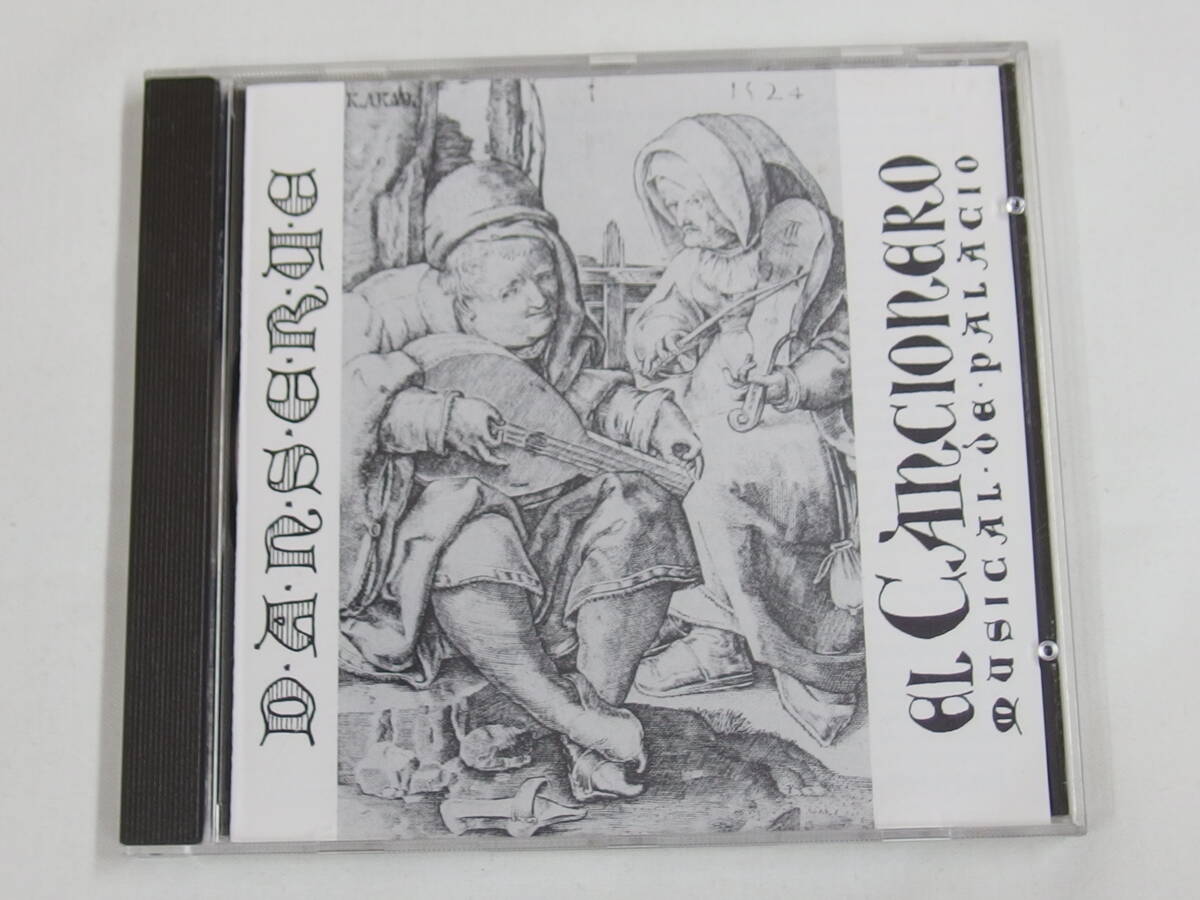 D·A·N·S·E·R·Y·E
1524
EL CANCIONERO
MUSICAL·DE·PALACIO